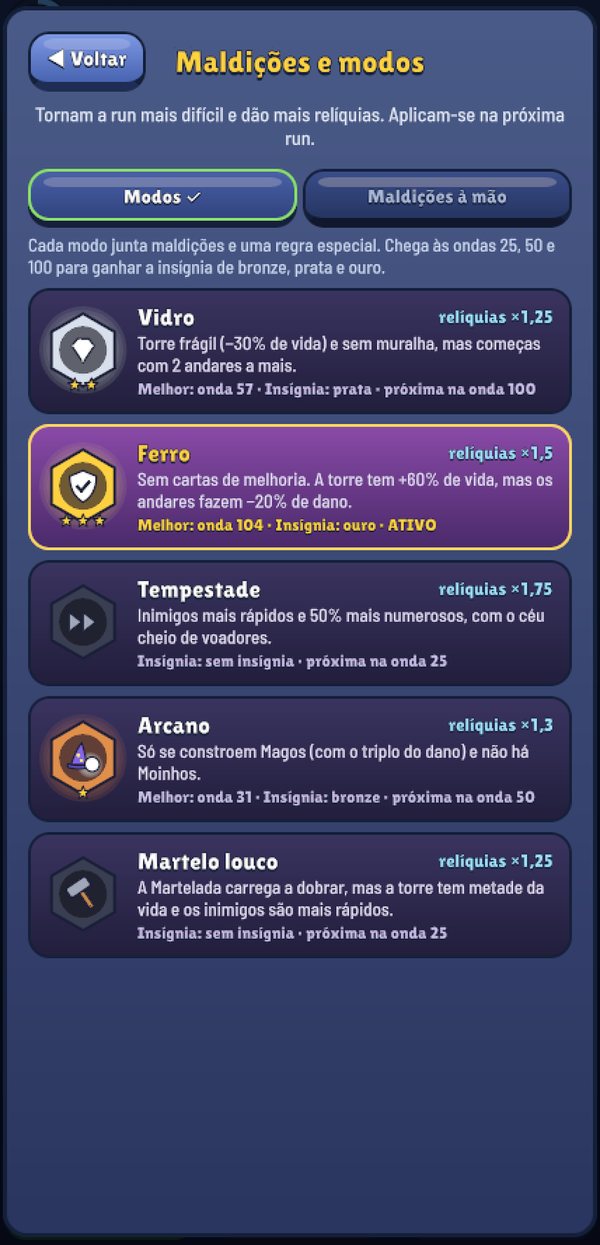 ◀ Voltar
Maldições e modos
Tornam a run mais difícil e dão mais relíquias. Aplicam-se na próxima
run.
Modos ✓
Maldições à mão
Cada modo junta maldições e uma regra especial. Chega às ondas 25, 50 e
100 para ganhar a insígnia de bronze, prata e ouro.
Vidro
relíquias ×1,25
Torre frágil (−30% de vida) e sem muralha, mas começas
com 2 andares a mais.
Melhor: onda 57 · Insígnia: prata · próxima na onda 100
Ferro
relíquias ×1,5
Sem cartas de melhoria. A torre tem +60% de vida, mas os
andares fazem −20% de dano.
Melhor: onda 104 · Insígnia: ouro · ATIVO
Tempestade
relíquias ×1,75
Inimigos mais rápidos e 50% mais numerosos, com o céu
cheio de voadores.
Insígnia: sem insígnia · próxima na onda 25
Arcano
relíquias ×1,3
Só se constroem Magos (com o triplo do dano) e não há
Moinhos.
Melhor: onda 31 · Insígnia: bronze · próxima na onda 50
Martelo louco
relíquias ×1,25
A Martelada carrega a dobrar, mas a torre tem metade da
vida e os inimigos são mais rápidos.
Insígnia: sem insígnia · próxima na onda 25